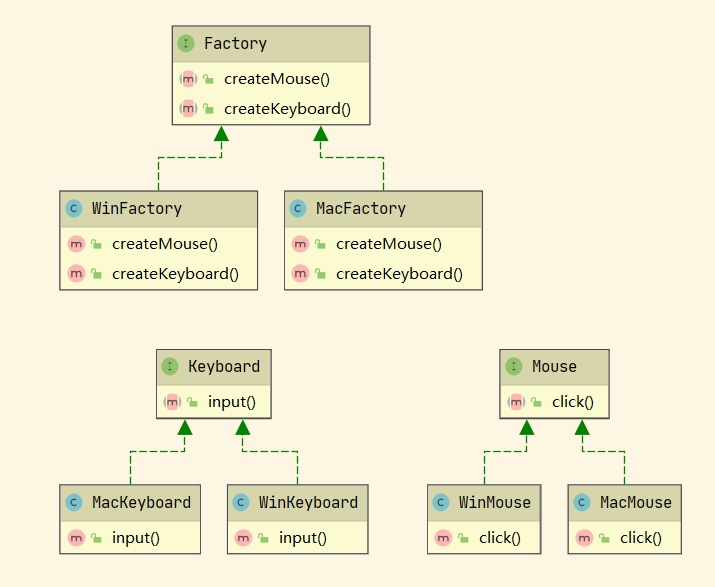 Factory
createMouse()
createKeyboard()
WinFactory
createMouse()
createKeyboard()
MacFactory
createMouse()
createKeyboard()
Keyboard
input()
Mouse
click()
MacKeyboard
input()
WinKeyboard
input()
WinMouse
click()
MacMouse
click()